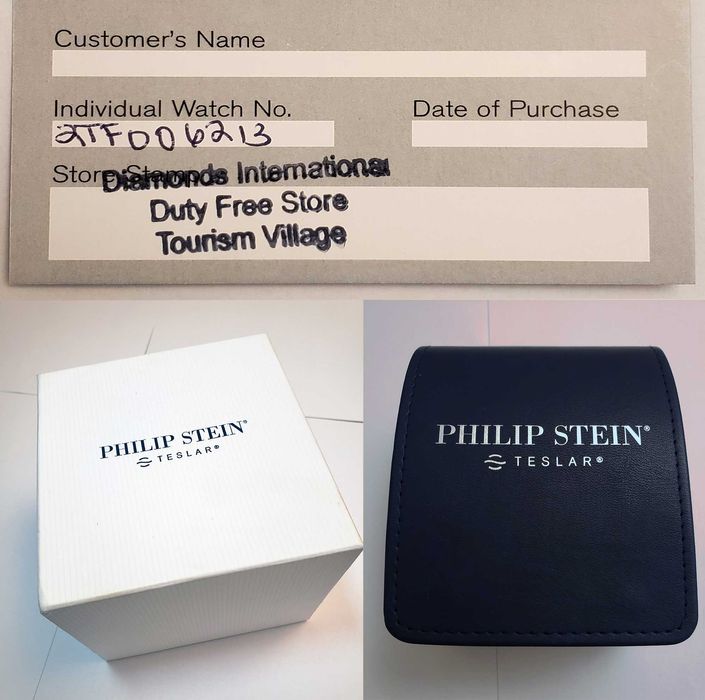 Customer's Name
Individual Watch No. Date of Purchase
2TF006213
Store Stamp
Diamonds International
Duty Free Store
Tourism Village
PHILIP STEIN®
TESLAR®
PHILIP STEIN®
TESLAR®